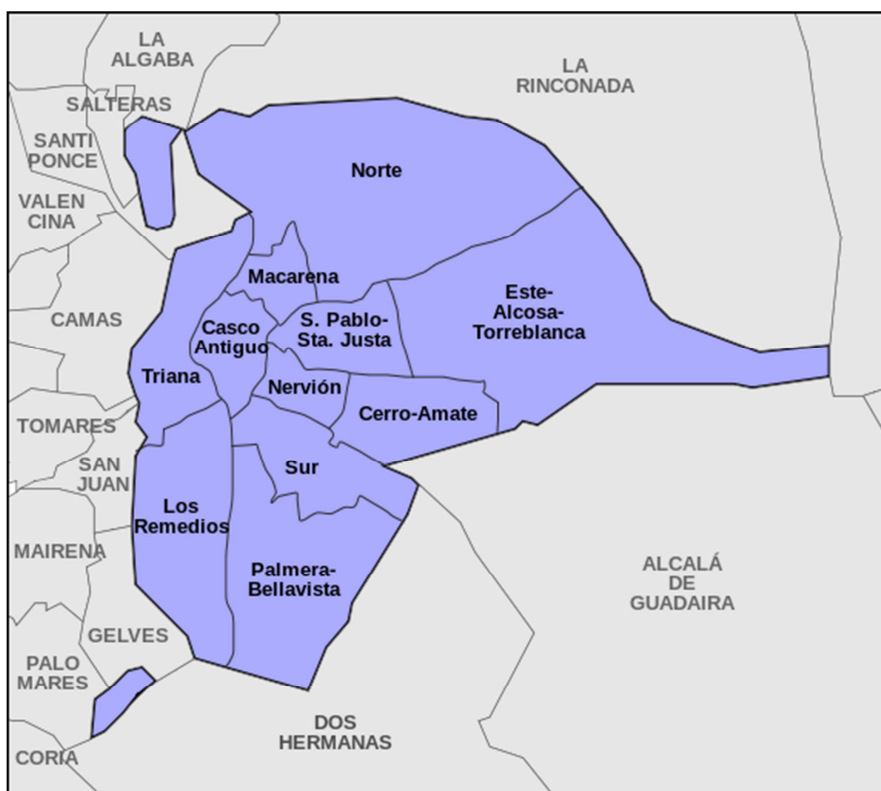 LA
ALGABA
LA
RINCONADA
SALTERAS
SANTI
PONCE
Norte
VALEN
CINA
Macarena
Este-
Alcosa-
Torreblanca
CAMAS
Casco
Antiguo
S. Pablo-
Sta. Justa
Triana
Nervión
Cerro-Amate
TOMARES
SAN
JUAN
Sur
Los
Remedios
MAIRENA
Palmera-
Bellavista
ALCALÁ
DE
GUADAIRA
GELVES
PALO
MARES
DOS
HERMANAS
CORIA